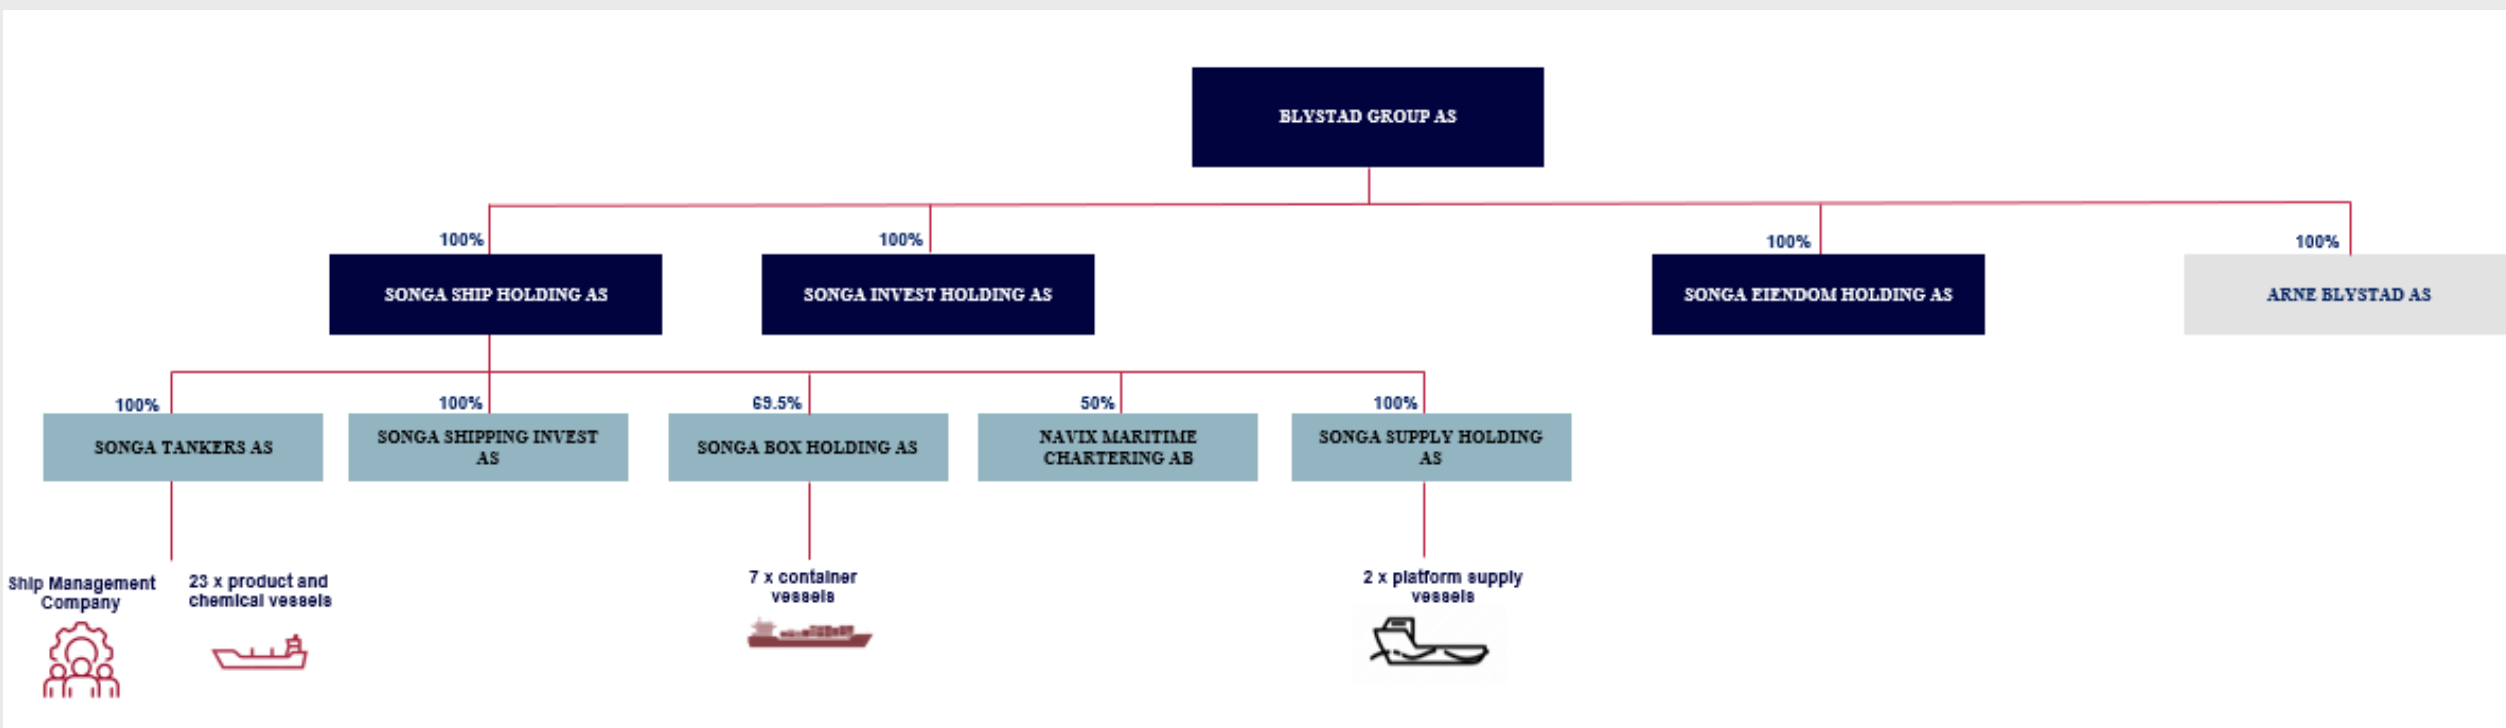 BLYSTAD GROUP AS
100%
100%
100%
100%
SONGA SHIP HOLDING AS
SONGA INVEST HOLDING AS
SONGA EIENDOM HOLDING AS
ARNE BLYSTAD AS
100%
100%
69.5%
50%
100%
SONGA TANKERS AS
SONGA SHIPPING INVEST
AS
SONGA BOX HOLDING AS
NAVIX MARITIME
CHARTERING AB
SONGA SUPPLY HOLDING
AS
Ship Management
Company
23 x product and
chemical vessels
7 x container
vessels
2 x platform supply
vessels